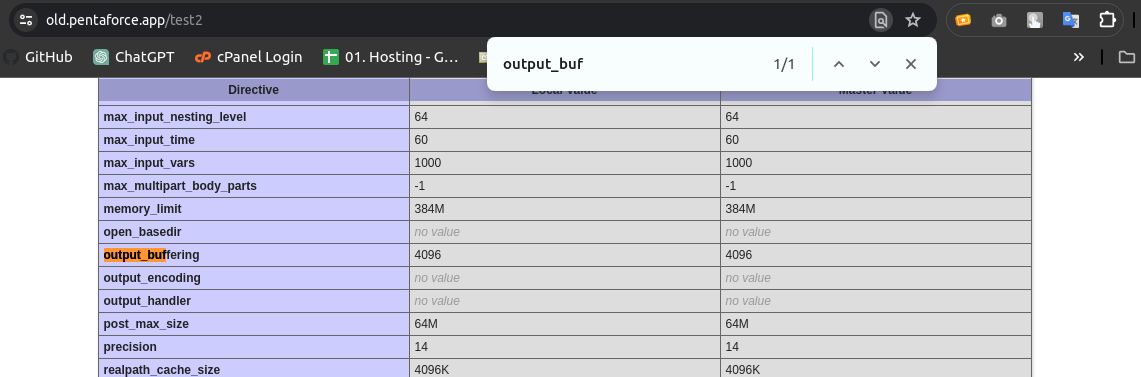 old.pentaforce.app/test2
GitHub ChatGPT cPanel Login 01. Hosting - G… »
output_buf 1/1
Directive Local Value Master Value
max_input_nesting_level 64 64
max_input_time 60 60
max_input_vars 1000 1000
max_multipart_body_parts -1 -1
memory_limit 384M 384M
open_basedir no value no value
output_buffering 4096 4096
output_encoding no value no value
output_handler no value no value
post_max_size 64M 64M
precision 14 14
realpath_cache_size 4096K 4096K